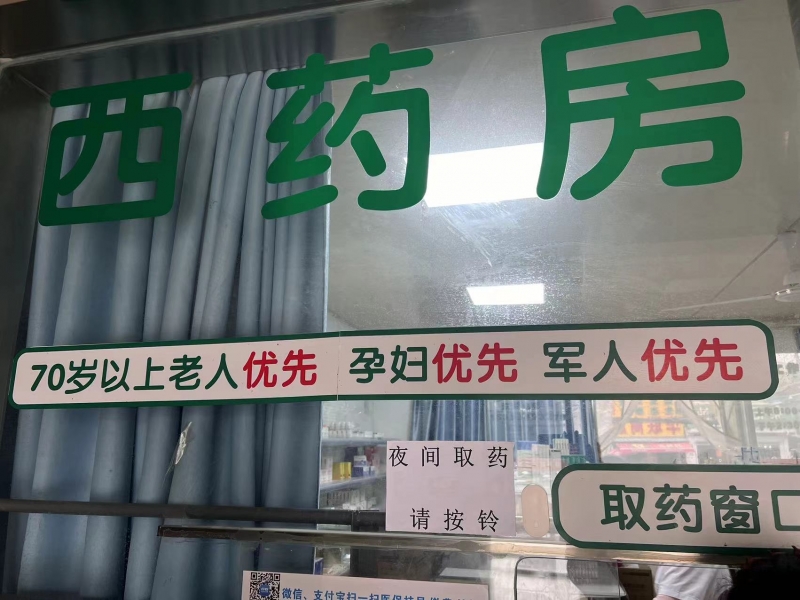 西药房
70岁以上老人优先 孕妇优先 军人优先
夜间取药
请按铃
取药窗口
微信、支付宝扫一扫医保